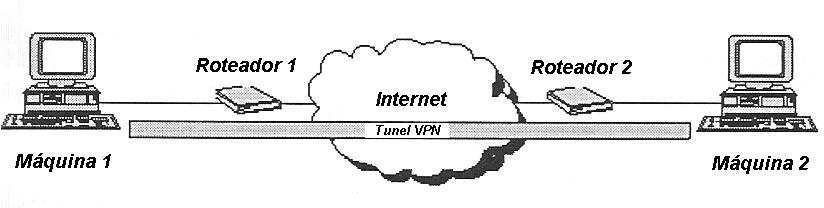 Roteador 1
Roteador 2
Internet
Tunel VPN
Máquina 1
Máquina 2